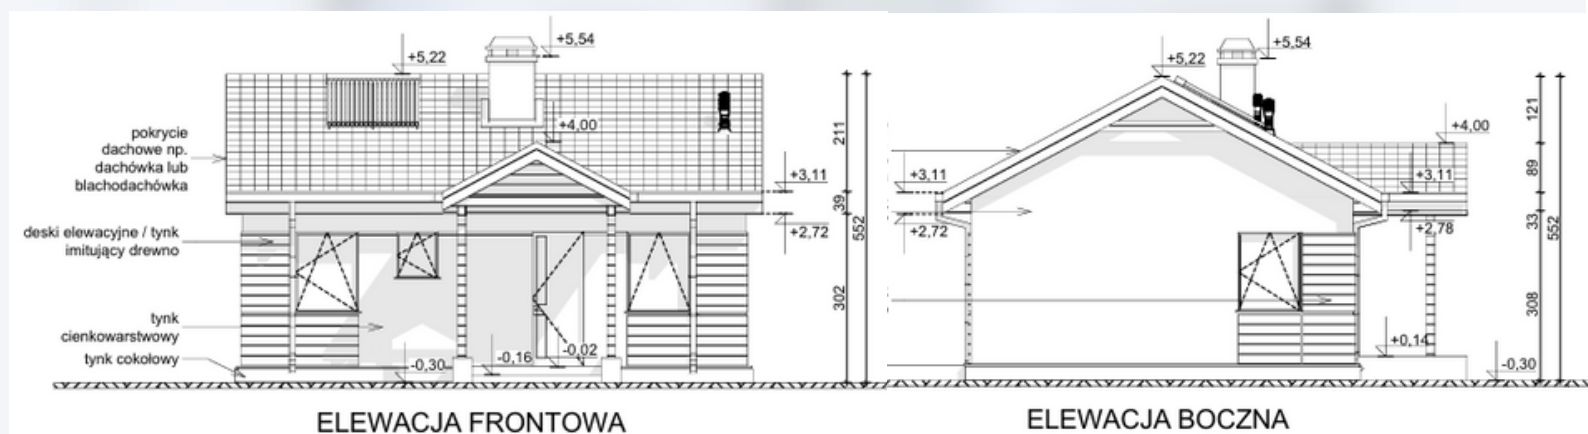 +5,22
+5,54
+4,00
pokrycie
dachowe np.
dachówka lub
blachodachówka
+3,11
+2,72
deski elewacyjne / tynk
imitujący drewno
tynk
cienkowarstwowy
tynk cokołowy
-0,30
-0,16
-0,02
211
39
302
552
ELEWACJA FRONTOWA
+5,22
+5,54
+4,00
+3,11
+2,72
+3,11
+2,78
+0,14
-0,30
121
89
33
308
552
ELEWACJA BOCZNA